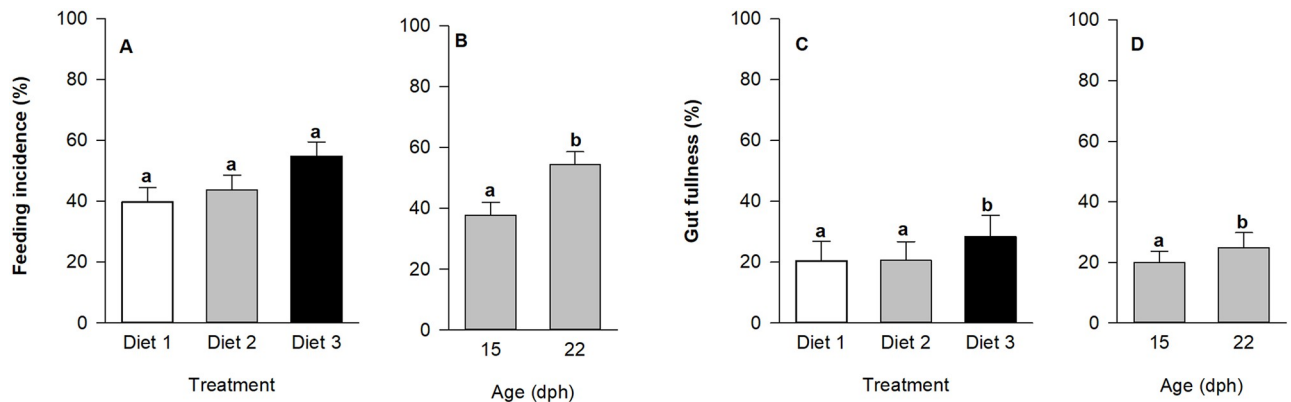 A
Feeding incidence (%)
100
80
60
40
20
0
a
a
a
Diet 1
Diet 2
Diet 3
Treatment
B
100
80
60
40
20
0
a
b
15
22
Age (dph)
C
Gut fullness (%)
100
80
60
40
20
0
a
a
b
Diet 1
Diet 2
Diet 3
Treatment
D
100
80
60
40
20
0
a
b
15
22
Age (dph)